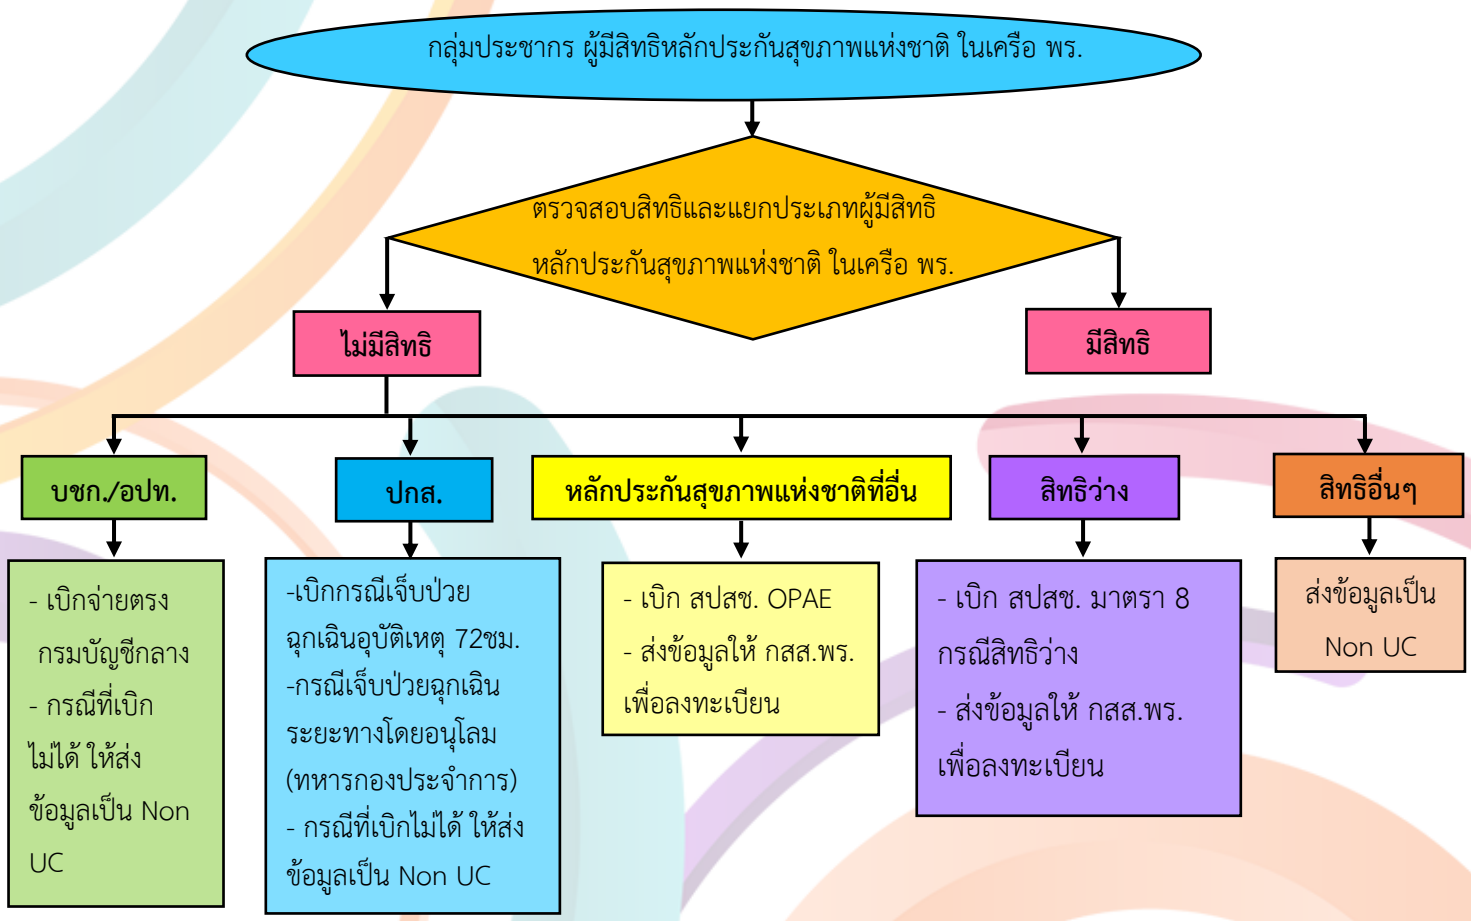 กลุ่มประชากร ผู้มีสิทธิหลักประกันสุขภาพแห่งชาติ ในเครือ พร.
ตรวจสอบสิทธิและแยกประเภทผู้มีสิทธิ
หลักประกันสุขภาพแห่งชาติ ในเครือ พร.
ไม่มีสิทธิ
มีสิทธิ
บชก./อปท.
ปกส.
หลักประกันสุขภาพแห่งชาติที่อื่น
สิทธิว่าง
สิทธิอื่นๆ
- เบิกจ่ายตรง
กรมบัญชีกลาง
- กรณีที่เบิก
ไม่ได้ ให้ส่ง
ข้อมูลเป็น Non
UC
-เบิกกรณีเจ็บป่วย
ฉุกเฉินอุบัติเหตุ 72ชม.
-กรณีเจ็บป่วยฉุกเฉิน
ระยะทางโดยอนุโลม
(ทหารกองประจำการ)
- กรณีที่เบิกไม่ได้ ให้ส่ง
ข้อมูลเป็น Non UC
- เบิก สปสช. OPAE
- ส่งข้อมูลให้ กสส.พร.
เพื่อลงทะเบียน
- เบิก สปสช. มาตรา 8
กรณีสิทธิว่าง
- ส่งข้อมูลให้ กสส.พร.
เพื่อลงทะเบียน
ส่งข้อมูลเป็น
Non UC